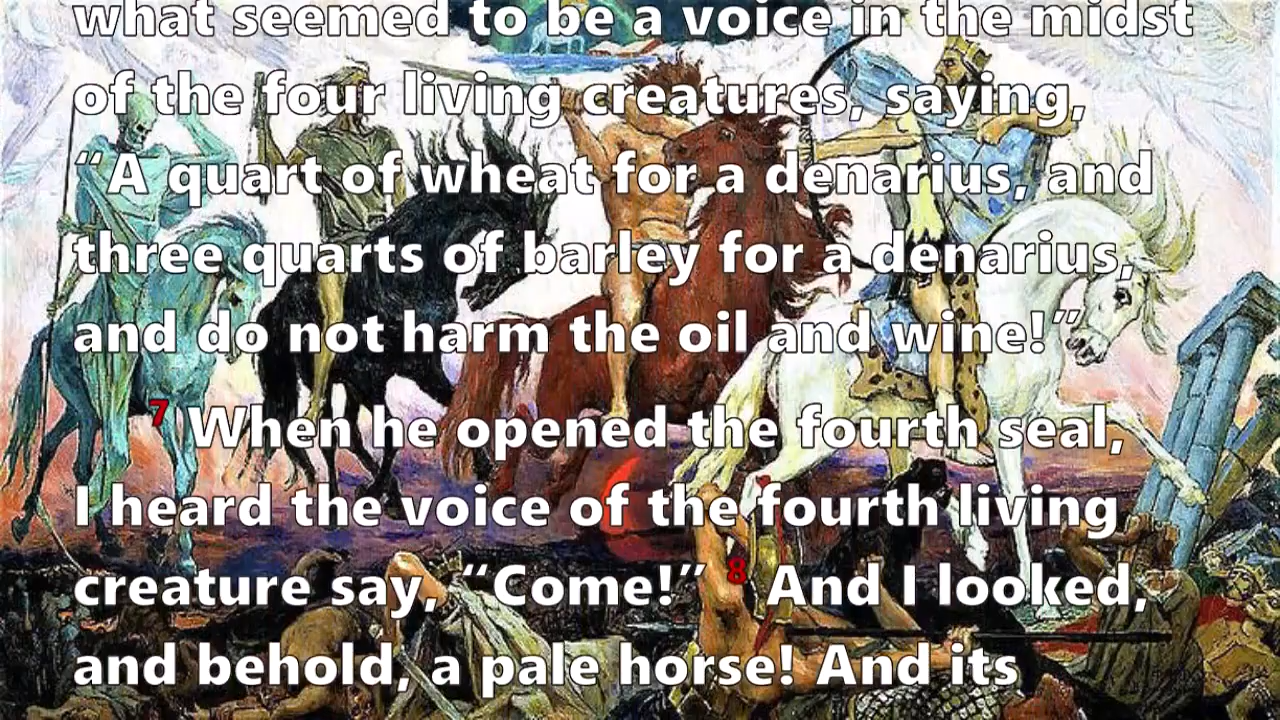 what seemed to be a voice in the midst
of the four living creatures, saying,
“A quart of wheat for a denarius, and
three quarts of barley for a denarius,
and do not harm the oil and wine!”
7 When he opened the fourth seal,
I heard the voice of the fourth living
creature say, “Come!” 8 And I looked,
and behold, a pale horse! And its